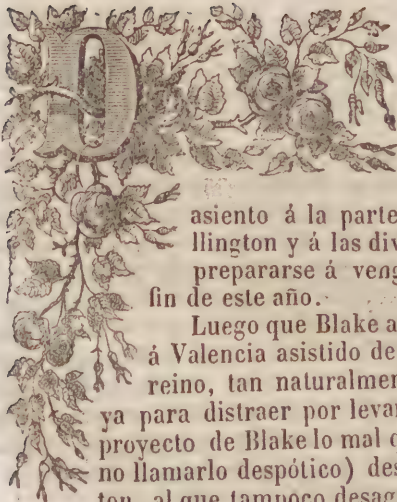 D
asiento á la parte
llington y á las div
prepararse á veng
fin de este año.
Luego que Blake a
á Valencia asistido de
reino, tan naturalme
ya para distraer por leva
proyecto de Blake lo mal
no llamarlo despótico) des
ton, al que tampoco desag